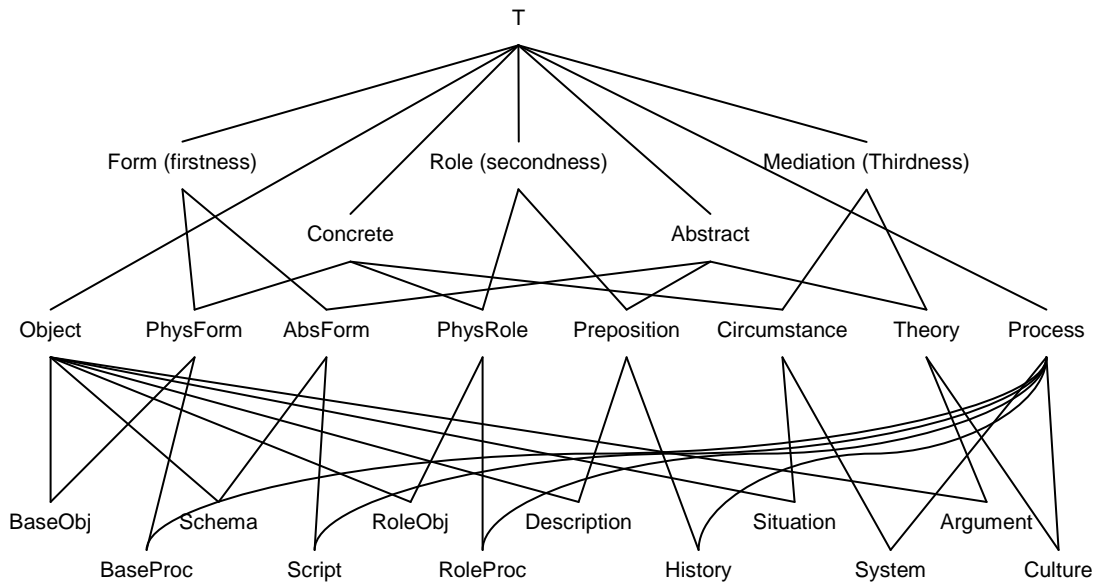 T
Form (firstness) Role (secondness) Mediation (Thirdness)
Concrete Abstract
Object PhysForm AbsForm PhysRole Preposition Circumstance Theory Process
BaseObj Schema RoleObj Description Situation Argument
BaseProc Script RoleProc History System Culture